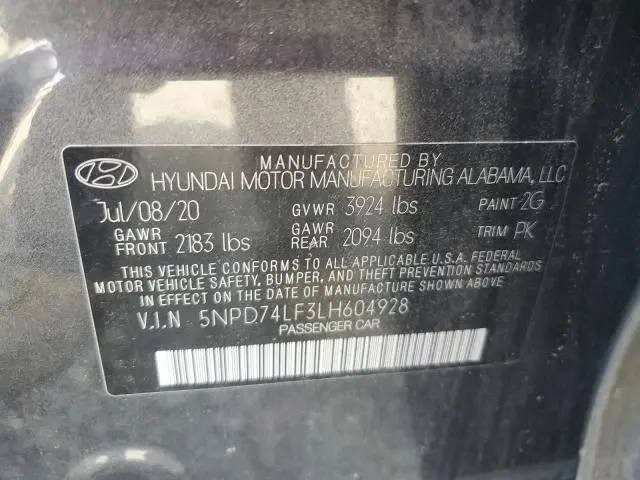 MANUFACTURED BY
HYUNDAI MOTOR MANUFACTURING ALABAMA, LLC
Jul/08/20 GVWR 3924 lbs PAINT 2G
GAWR FRONT 2183 lbs GAWR REAR 2094 lbs TRIM PK
THIS VEHICLE CONFORMS TO ALL APPLICABLE U.S.A. FEDERAL
MOTOR VEHICLE SAFETY, BUMPER, AND THEFT PREVENTION STANDARDS
IN EFFECT ON THE DATE OF MANUFACTURE SHOWN ABOVE
V.I.N 5NPD74LF3LH604928
PASSENGER CAR